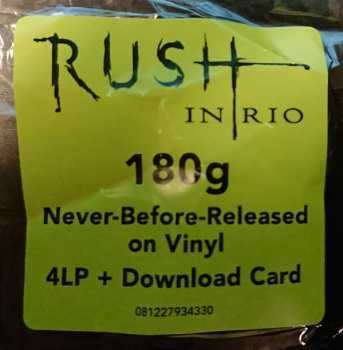 RUSH
IN RIO
180g
Never-Before-Released
on Vinyl
4LP + Download Card
081227934330